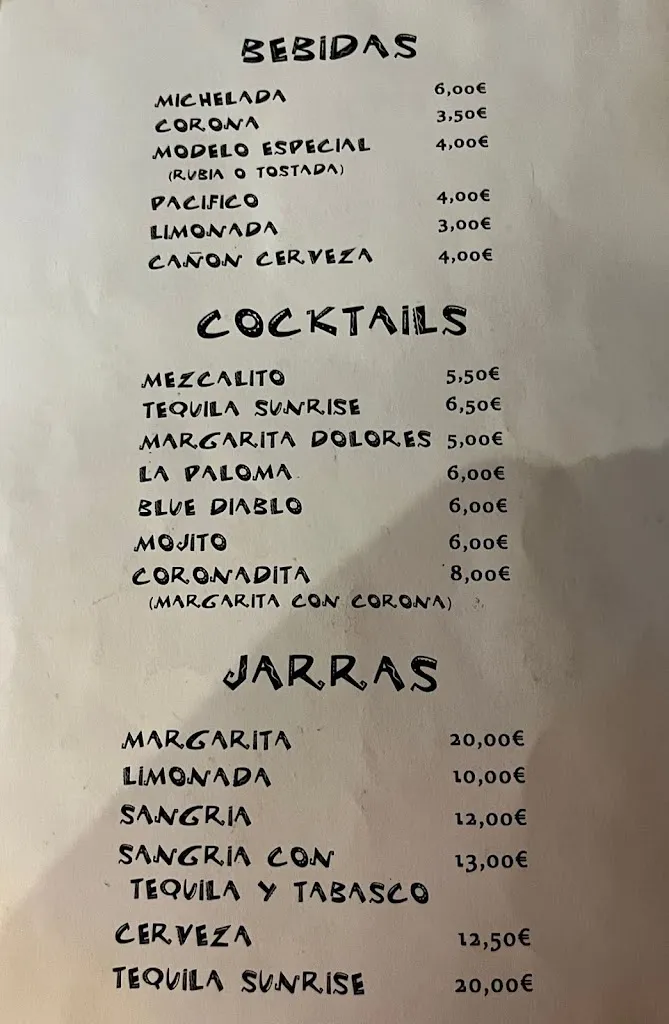 BEBIDAS
MICHELADA 6,00€
CORONA 3,50€
MODELO ESPECIAL 4,00€
(RUBIA O TOSTADA)
PACIFICO 4,00€
LIMONADA 3,00€
CAÑON CERVEZA 4,00€
COCKTAILS
MEZCALITO 5,50€
TEQUILA SUNRISE 6,50€
MARGARITA DOLORES 5,00€
LA PALOMA 6,00€
BLUE DIABLO 6,00€
MOJITO 6,00€
CORONADITA 8,00€
(MARGARITA CON CORONA)
JARRAS
MARGARITA 20,00€
LIMONADA 10,00€
SANGRIA 12,00€
SANGRIA CON 13,00€
TEQUILA Y TABASCO
CERVEZA 12,50€
TEQUILA SUNRISE 20,00€